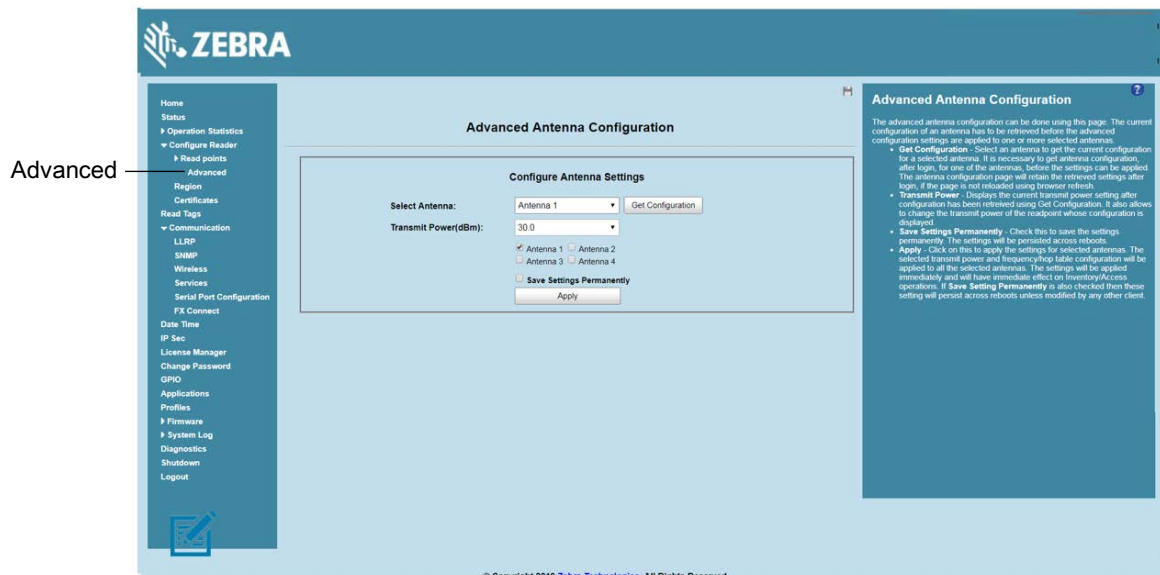 ZEBRA
Advanced
Home
Status
Operation Statistics
Configure Reader
Read points
Advanced
Region
Certificates
Read Tags
Communication
LLRP
SNMP
Wireless
Services
Serial Port Configuration
FX Connect
Date Time
IP Sec
License Manager
Change Password
GPIO
Applications
Profiles
Firmware
System Log
Diagnostics
Shutdown
Logout
Advanced Antenna Configuration
Configure Antenna Settings
Select Antenna: Antenna 1 Get Configuration
Transmit Power(dBm): 30.0
Antenna 1 Antenna 2
Antenna 3 Antenna 4
Save Settings Permanently
Apply
?
Advanced Antenna Configuration
The advanced antenna configuration can be done using this page. The current
configuration of an antenna has to be retrieved before the advanced
configuration settings are applied to one or more selected antennas.
• Get Configuration - Select an antenna to get the current configuration
for a selected antenna. It is necessary to get antenna configuration,
after login, for one of the antennas, before the settings can be applied.
The antenna configuration page will retain the retrieved settings after
login, if the page is not reloaded using browser refresh.
• Transmit Power - Displays the current transmit power setting after
configuration has been retreived using Get Configuration. It also allows
to change the transmit power of the readpoint whose configuration is
displayed.
• Save Settings Permanently - Check this to save the settings
permanently. The settings will be persisted across reboots.
• Apply - Click on this to apply the settings for selected antennas. The
selected transmit power and frequency/hop table configuration will be
applied to all the selected antennas. The settings will be applied
immediately and will have immediate effect on Inventory/Access
operations. If Save Setting Permanently is also checked then these
setting will persist across reboots unless modified by any other client.
© Copyright 2019 Zebra Technologies. All Rights Reserved